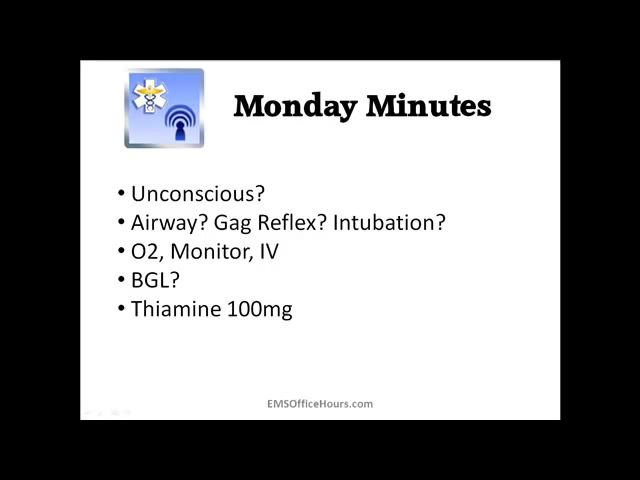 Monday Minutes
• Unconscious?
• Airway? Gag Reflex? Intubation?
• O2, Monitor, IV
• BGL?
• Thiamine 100mg
EMSOfficeHours.com